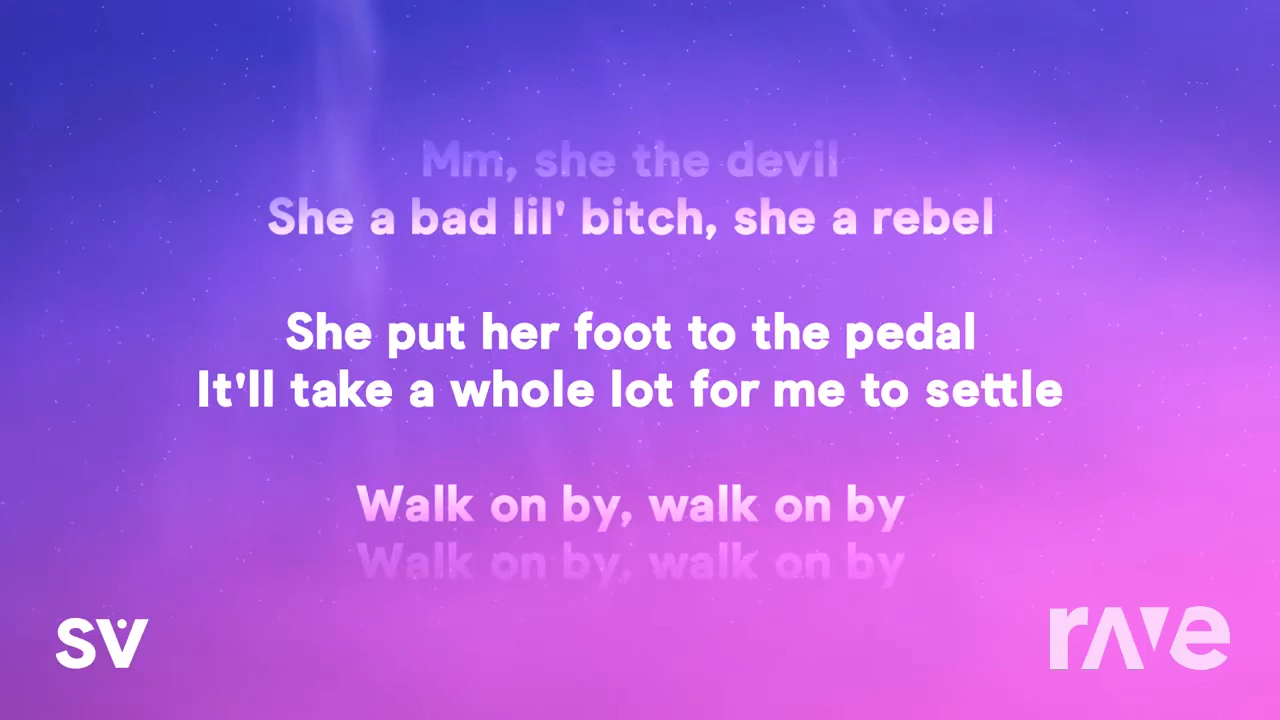 Mm, she the devil
She a bad lil' bitch, she a rebel
She put her foot to the pedal
It'll take a whole lot for me to settle
Walk on by, walk on by
Walk on by, walk on by
SV
rave